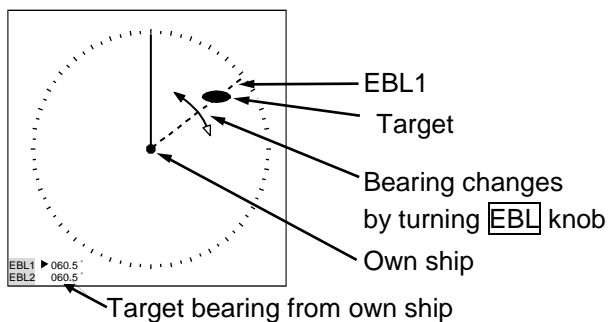 EBL1
Target
Bearing changes
by turning EBL knob
Own ship
EBL1 ▶ 060.5°
EBL2 060.5°
Target bearing from own ship